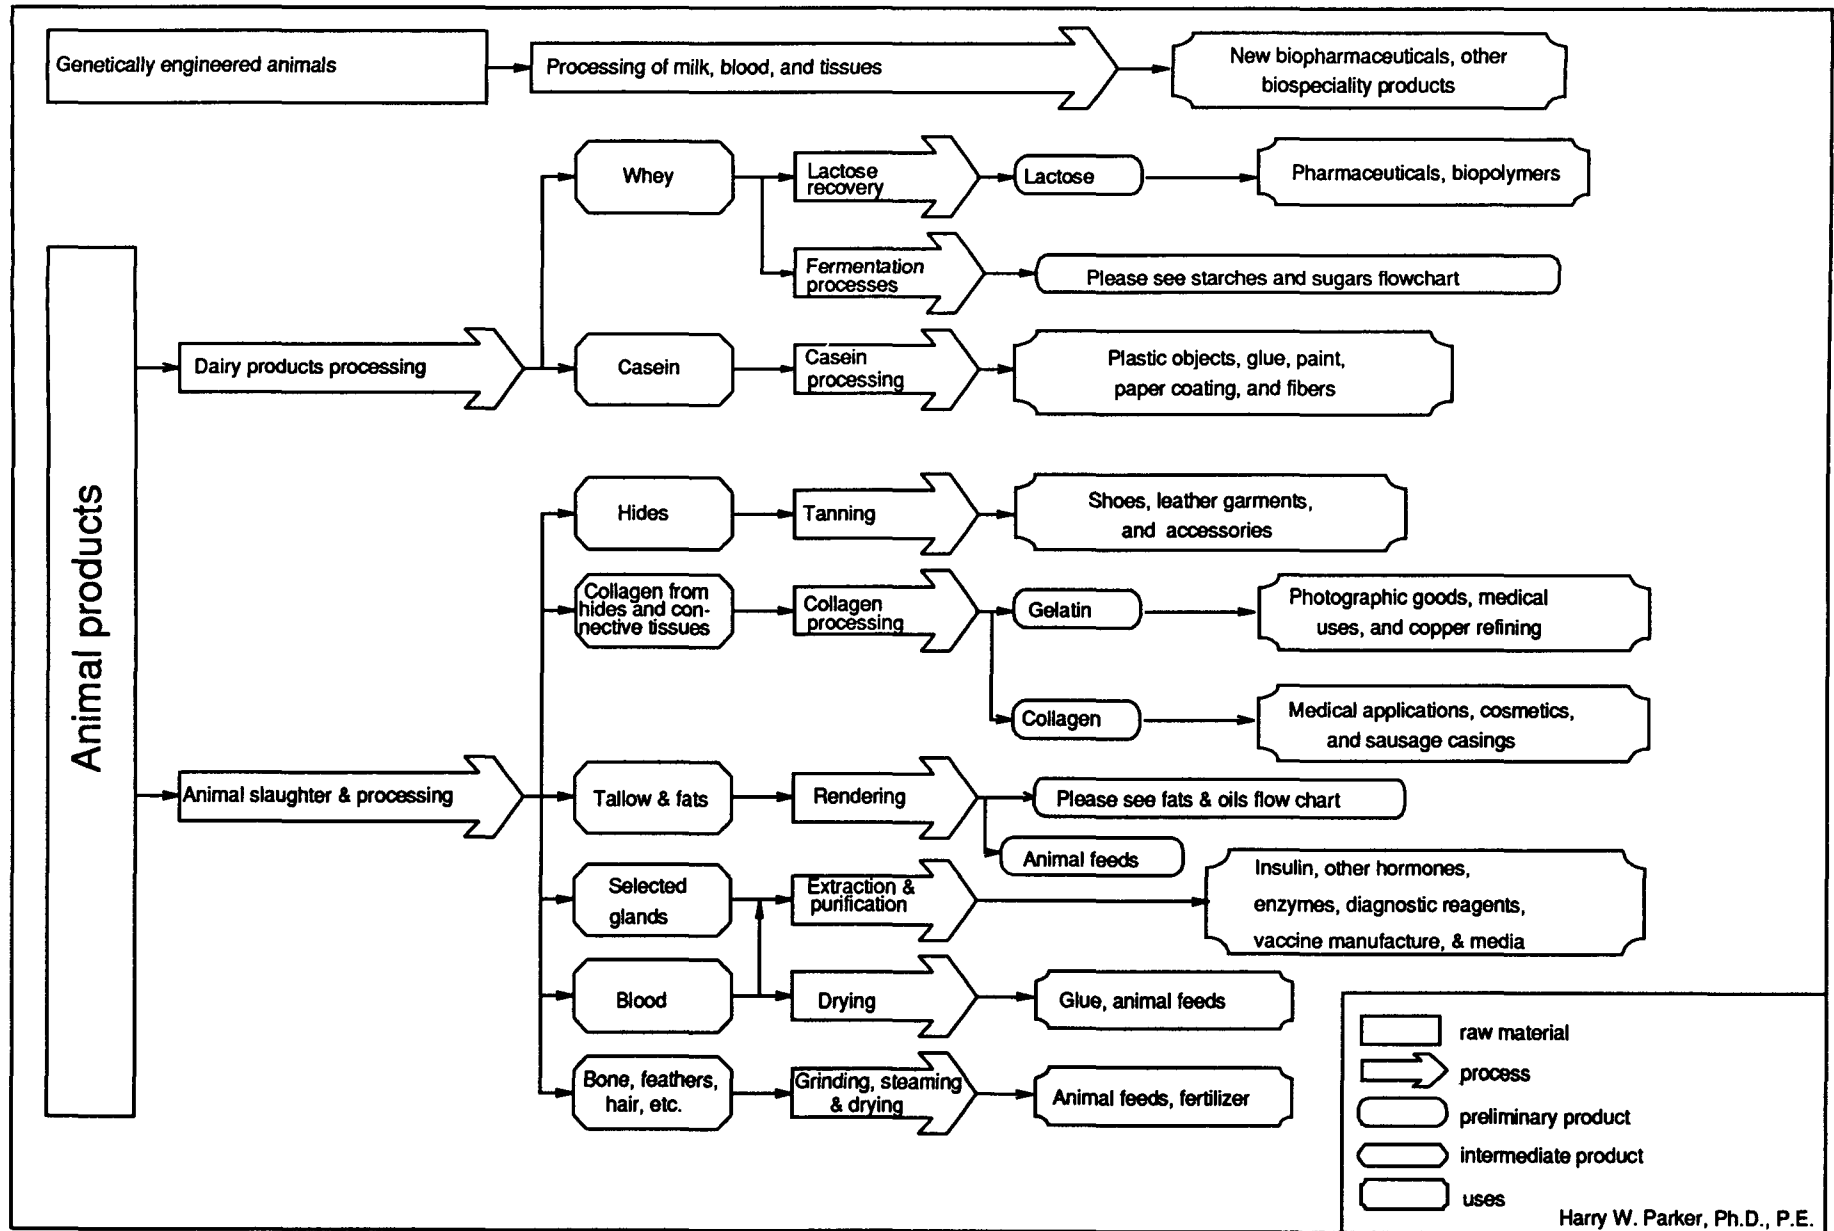 Genetically engineered animals
Processing of milk, blood, and tissues
New biopharmaceuticals, other
biospeciality products
Whey
Lactose
recovery
Lactose
Pharmaceuticals, biopolymers
Fermentation
processes
Please see starches and sugars flowchart
Animal products
Dairy products processing
Casein
Casein
processing
Plastic objects, glue, paint,
paper coating, and fibers
Hides
Tanning
Shoes, leather garments,
and accessories
Collagen from
hides and con-
nective tissues
Collagen
processing
Gelatin
Photographic goods, medical
uses, and copper refining
Collagen
Medical applications, cosmetics,
and sausage casings
Animal slaughter & processing
Tallow & fats
Rendering
Please see fats & oils flow chart
Animal feeds
Selected
glands
Extraction &
purification
Insulin, other hormones,
enzymes, diagnostic reagents,
vaccine manufacture, & media
Blood
Drying
Glue, animal feeds
Bone, feathers,
hair, etc.
Grinding, steaming
& drying
Animal feeds, fertilizer
raw material
process
preliminary product
intermediate product
uses
Harry W. Parker, Ph.D., P.E.